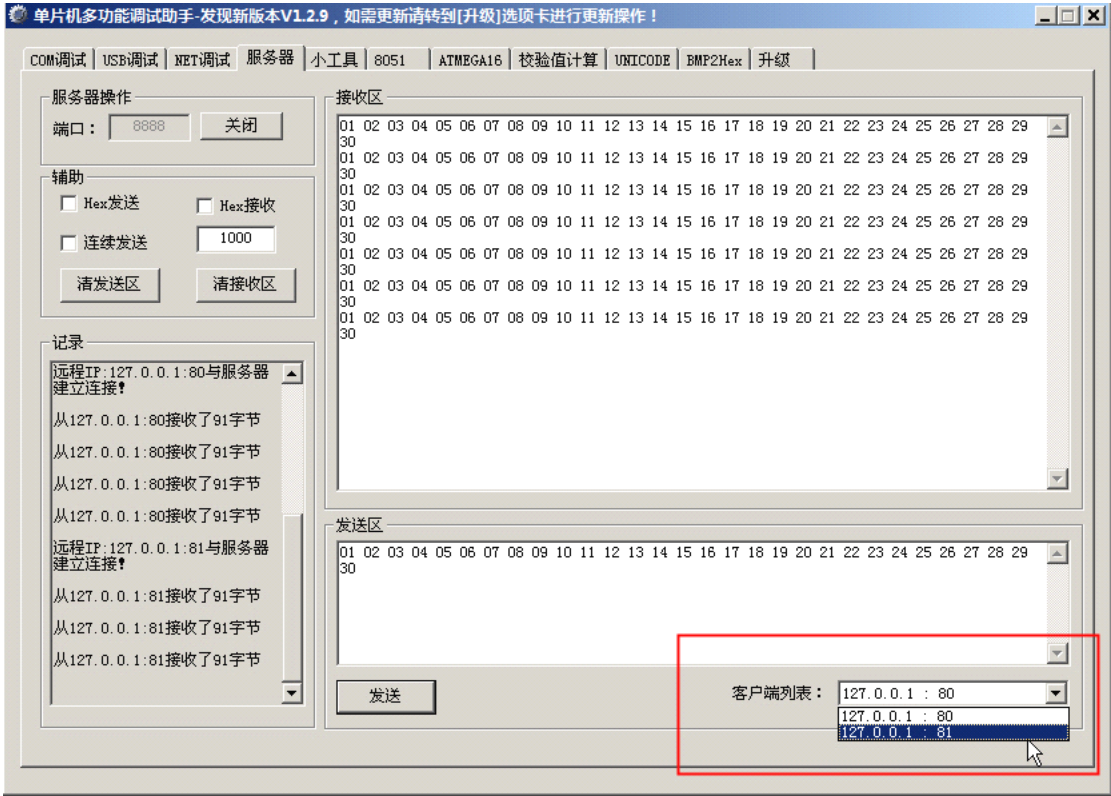 单片机多功能调试助手-发现新版本V1.2.9，如需更新请转到[升级]选项卡进行更新操作！
COM调试 USB调试 NET调试 服务器 小工具 8051 ATMEGA16 校验值计算 UNICODE BMP2Hex 升级
服务器操作
端口： 8888 关闭
辅助
Hex发送 Hex接收
连续发送 1000
清发送区 清接收区
记录
远程IP:127.0.0.1:80与服务器
建立连接!
从127.0.0.1:80接收了91字节
从127.0.0.1:80接收了91字节
从127.0.0.1:80接收了91字节
从127.0.0.1:80接收了91字节
远程IP:127.0.0.1:81与服务器
建立连接!
从127.0.0.1:81接收了91字节
从127.0.0.1:81接收了91字节
从127.0.0.1:81接收了91字节
接收区
01 02 03 04 05 06 07 08 09 10 11 12 13 14 15 16 17 18 19 20 21 22 23 24 25 26 27 28 29
30
01 02 03 04 05 06 07 08 09 10 11 12 13 14 15 16 17 18 19 20 21 22 23 24 25 26 27 28 29
30
01 02 03 04 05 06 07 08 09 10 11 12 13 14 15 16 17 18 19 20 21 22 23 24 25 26 27 28 29
30
01 02 03 04 05 06 07 08 09 10 11 12 13 14 15 16 17 18 19 20 21 22 23 24 25 26 27 28 29
30
01 02 03 04 05 06 07 08 09 10 11 12 13 14 15 16 17 18 19 20 21 22 23 24 25 26 27 28 29
30
01 02 03 04 05 06 07 08 09 10 11 12 13 14 15 16 17 18 19 20 21 22 23 24 25 26 27 28 29
30
01 02 03 04 05 06 07 08 09 10 11 12 13 14 15 16 17 18 19 20 21 22 23 24 25 26 27 28 29
30
发送区
01 02 03 04 05 06 07 08 09 10 11 12 13 14 15 16 17 18 19 20 21 22 23 24 25 26 27 28 29
30
发送 客户端列表： 127.0.0.1 : 80
127.0.0.1 : 80
127.0.0.1 : 81